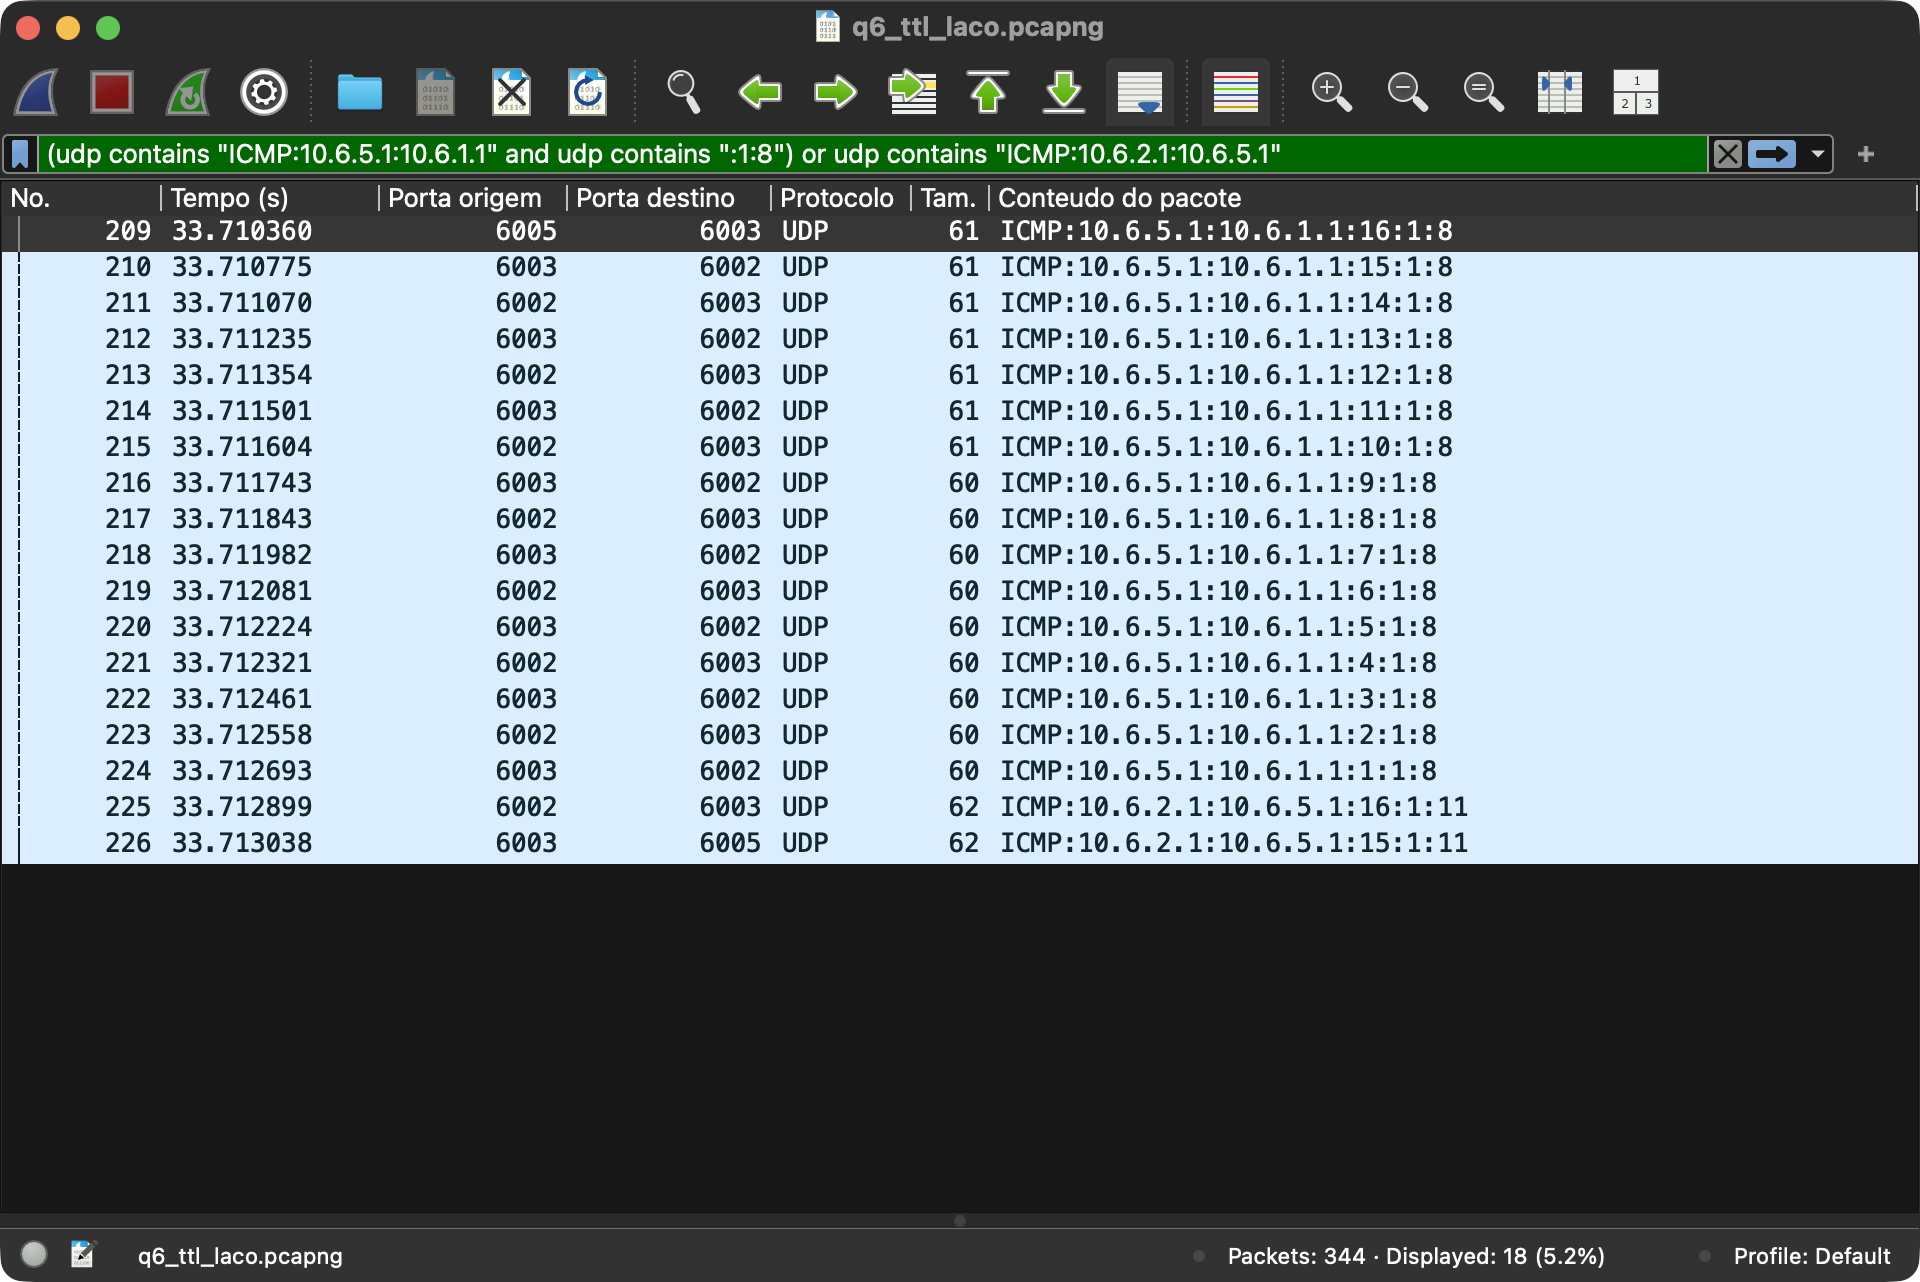 q6_ttl_laco.pcapng
(udp contains "ICMP:10.6.5.1:10.6.1.1" and udp contains ":1:8") or udp contains "ICMP:10.6.2.1:10.6.5.1"
No. Tempo (s) Porta origem Porta destino Protocolo Tam. Conteudo do pacote
209 33.710360 6005 6003 UDP 61 ICMP:10.6.5.1:10.6.1.1:16:1:8
210 33.710775 6003 6002 UDP 61 ICMP:10.6.5.1:10.6.1.1:15:1:8
211 33.711070 6002 6003 UDP 61 ICMP:10.6.5.1:10.6.1.1:14:1:8
212 33.711235 6003 6002 UDP 61 ICMP:10.6.5.1:10.6.1.1:13:1:8
213 33.711354 6002 6003 UDP 61 ICMP:10.6.5.1:10.6.1.1:12:1:8
214 33.711501 6003 6002 UDP 61 ICMP:10.6.5.1:10.6.1.1:11:1:8
215 33.711604 6002 6003 UDP 61 ICMP:10.6.5.1:10.6.1.1:10:1:8
216 33.711743 6003 6002 UDP 60 ICMP:10.6.5.1:10.6.1.1:9:1:8
217 33.711843 6002 6003 UDP 60 ICMP:10.6.5.1:10.6.1.1:8:1:8
218 33.711982 6003 6002 UDP 60 ICMP:10.6.5.1:10.6.1.1:7:1:8
219 33.712081 6002 6003 UDP 60 ICMP:10.6.5.1:10.6.1.1:6:1:8
220 33.712224 6003 6002 UDP 60 ICMP:10.6.5.1:10.6.1.1:5:1:8
221 33.712321 6002 6003 UDP 60 ICMP:10.6.5.1:10.6.1.1:4:1:8
222 33.712461 6003 6002 UDP 60 ICMP:10.6.5.1:10.6.1.1:3:1:8
223 33.712558 6002 6003 UDP 60 ICMP:10.6.5.1:10.6.1.1:2:1:8
224 33.712693 6003 6002 UDP 60 ICMP:10.6.5.1:10.6.1.1:1:1:8
225 33.712899 6002 6003 UDP 62 ICMP:10.6.2.1:10.6.5.1:16:1:11
226 33.713038 6003 6005 UDP 62 ICMP:10.6.2.1:10.6.5.1:15:1:11
q6_ttl_laco.pcapng Packets: 344 · Displayed: 18 (5.2%) Profile: Default